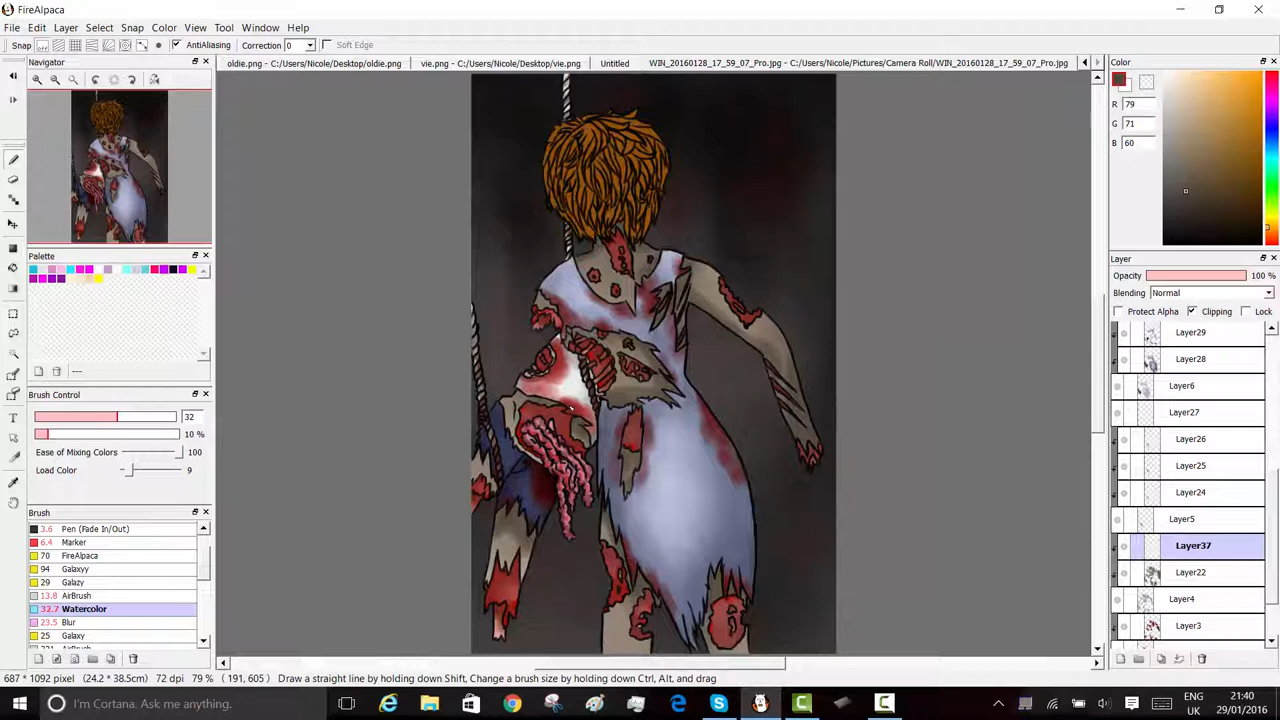 FireAlpaca
File Edit Layer Select Snap Color View Tool Window Help
Snap AntiAliasing Correction 0 Soft Edge
Navigator
oldie.png - C:/Users/Nicole/Desktop/oldie.png vie.png - C:/Users/Nicole/Desktop/vie.png Untitled WIN_20160128_17_59_07_Pro.jpg - C:/Users/Nicole/Pictures/Camera Roll/WIN_20160128_17_59_07_Pro.jpg
Color
R 79
G 71
B 60
Palette
---
Brush Control
32
10 %
Ease of Mixing Colors 100
Load Color 9
Brush
3.6 Pen (Fade In/Out)
6.4 Marker
70 FireAlpaca
94 Galaxyy
29 Galazy
13.8 AirBrush
32.7 Watercolor
58.3 Blur
25 Galaxy
Layer
Opacity 100 %
Blending Normal
Protect Alpha Clipping Lock
Layer29
Layer28
Layer6
Layer27
Layer26
Layer25
Layer24
Layer5
Layer37
Layer22
Layer4
Layer3
687 * 1092 pixel (24.2 * 38.5cm) 72 dpi 79 % (191, 605) Draw a straight line by holding down Shift, Change a brush size by holding down Ctrl, Alt, and drag
I'm Cortana. Ask me anything.
ENG 21:40
UK 29/01/2016